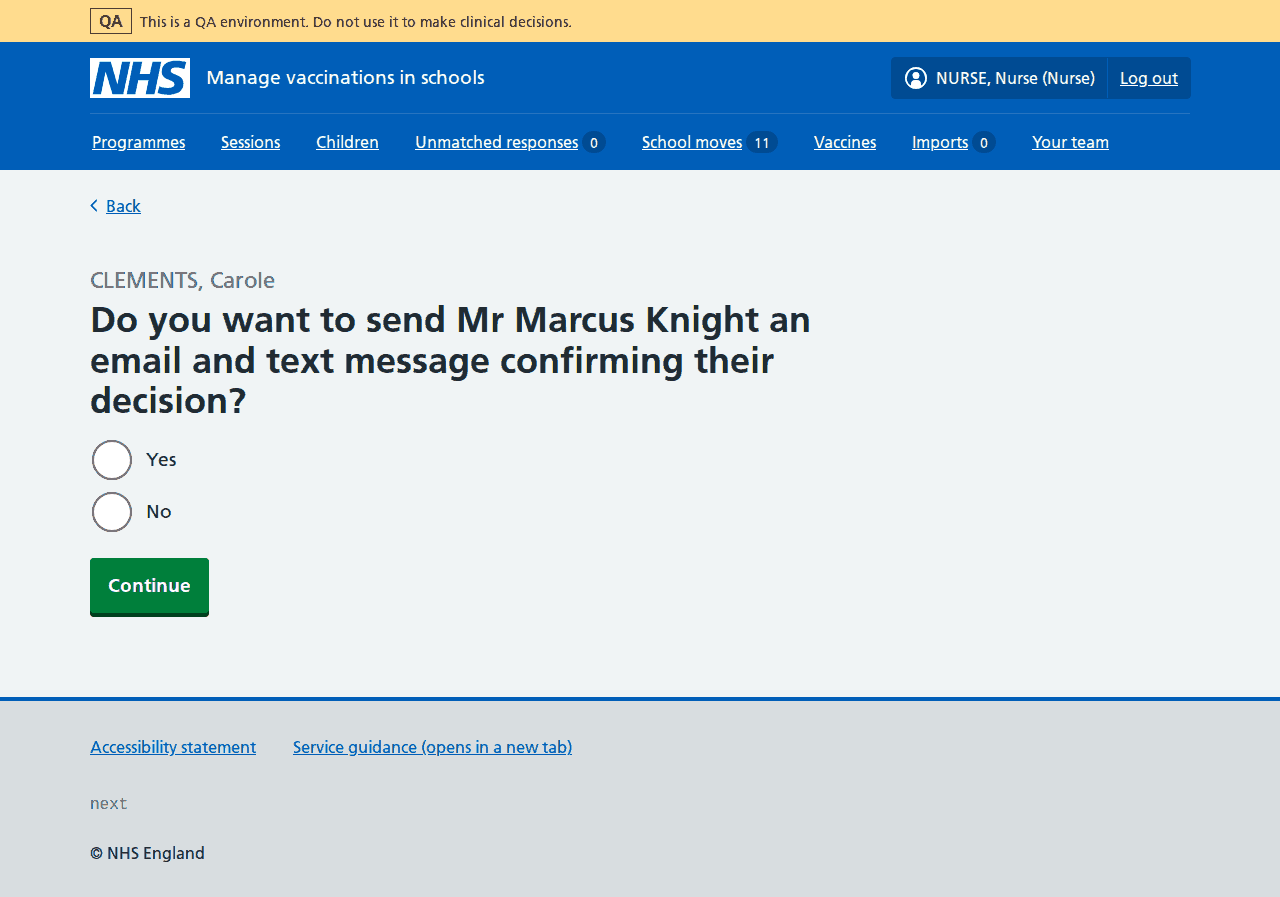 QA This is a QA environment. Do not use it to make clinical decisions.
NHS Manage vaccinations in schools NURSE, Nurse (Nurse) Log out
Programmes Sessions Children Unmatched responses 0 School moves 11 Vaccines Imports 0 Your team
Back
CLEMENTS, Carole
Do you want to send Mr Marcus Knight an
email and text message confirming their
decision?
Yes
No
Continue
Accessibility statement Service guidance (opens in a new tab)
next
© NHS England